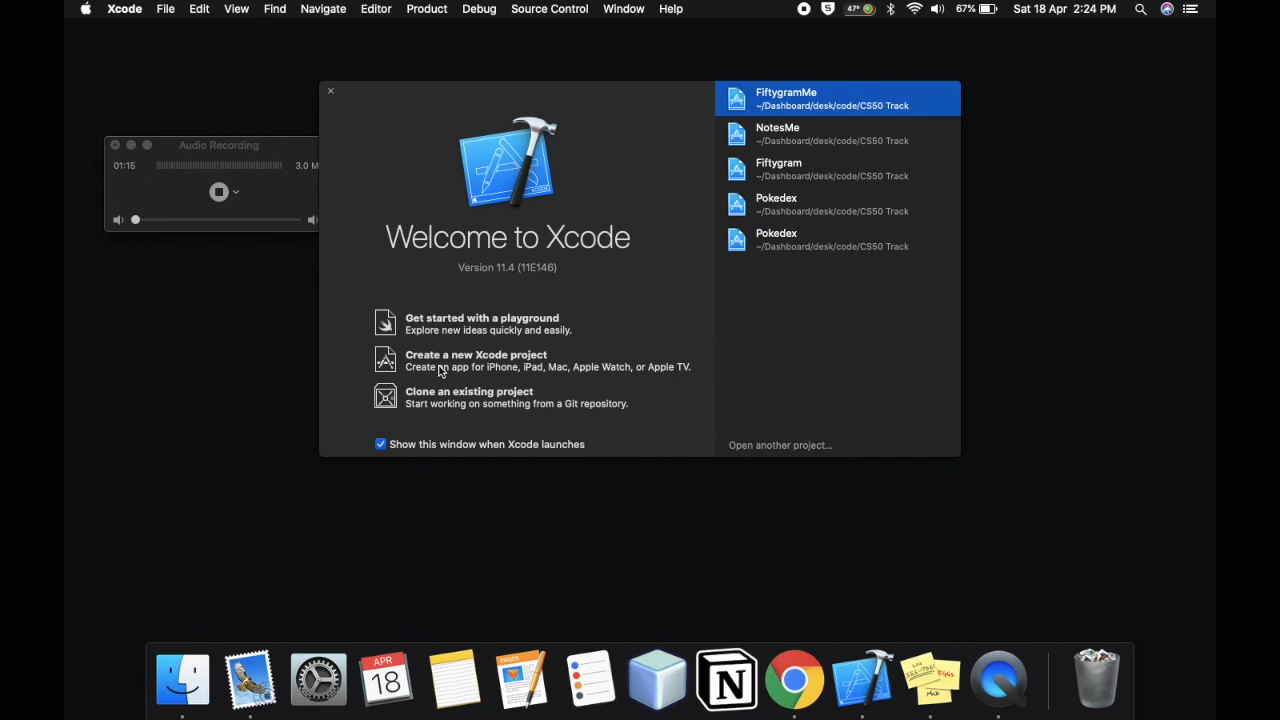 Xcode File Edit View Find Navigate Editor Product Debug Source Control Window Help
S 47° 67% Sat 18 Apr 2:24 PM
Audio Recording
01:15 3.0 M
Welcome to Xcode
Version 11.4 (11E146)
Get started with a playground
Explore new ideas quickly and easily.
Create a new Xcode project
Create an app for iPhone, iPad, Mac, Apple Watch, or Apple TV.
Clone an existing project
Start working on something from a Git repository.
Show this window when Xcode launches
FiftygramMe
~/Dashboard/desk/code/CS50 Track
NotesMe
~/Dashboard/desk/code/CS50 Track
Fiftygram
~/Dashboard/desk/code/CS50 Track
Pokedex
~/Dashboard/desk/code/CS50 Track
Pokedex
~/Dashboard/desk/code/CS50 Track
Open another project...
APR
18
PAGES
N